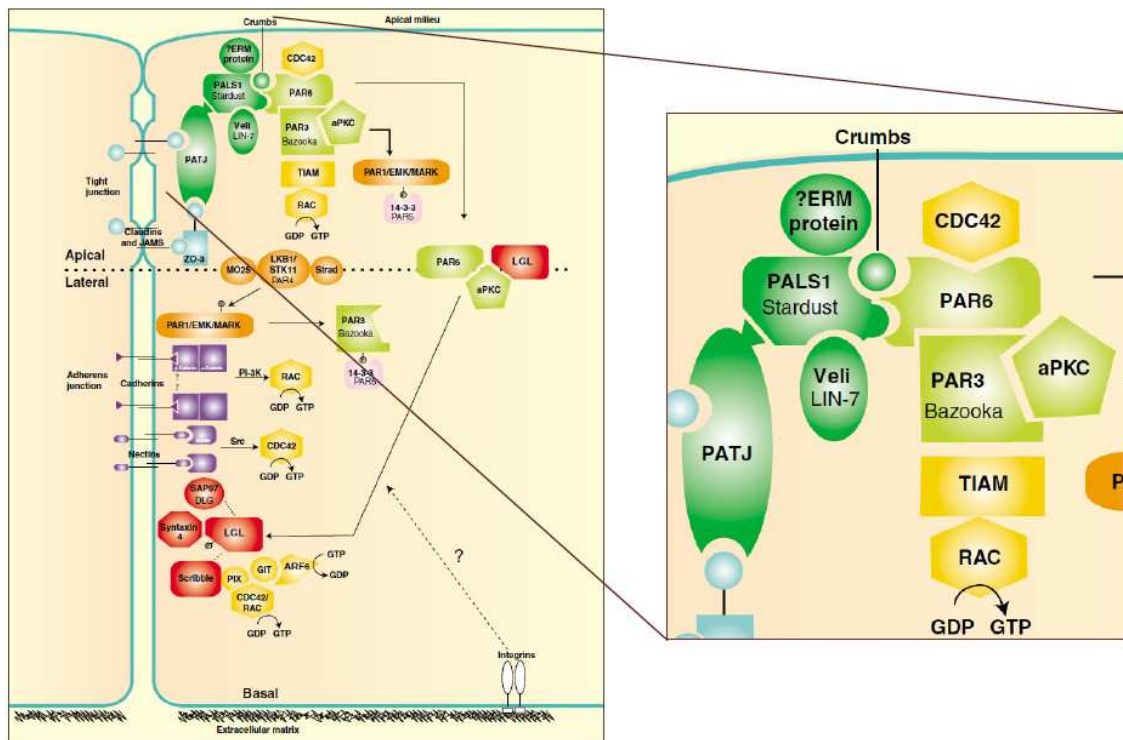 Crumbs
Apical milieu
?ERM
protein
CDC42
PALS1
Stardust
PAR6
Veli
LIN-7
PAR3
Bazooka
aPKC
PATJ
TIAM
PAR1/EMK/MARK
P
14-3-3
PAR5
RAC
GDP GTP
Tight
junction
Claudins
and JAMS
ZO-3
Apical
Lateral
MO25
LKB1/
STK11
PAR4
Strad
PAR6
LGL
aPKC
P
PAR1/EMK/MARK
PAR3
Bazooka
P
14-3-3
PAR5
Adherens
junction
Cadherins
PI-3K
RAC
GDP GTP
Nectins
Src
CDC42
GDP GTP
SAP97
DLG
Syntaxin
4
P
LGL
Scribble
PIX
GIT
ARF6
GTP
GDP
CDC42/
RAC
GDP GTP
?
Integrins
Basal
Extracellular matrix
Crumbs
?ERM
protein
CDC42
PALS1
Stardust
PAR6
Veli
LIN-7
PAR3
Bazooka
aPKC
PATJ
TIAM
P
RAC
GDP GTP